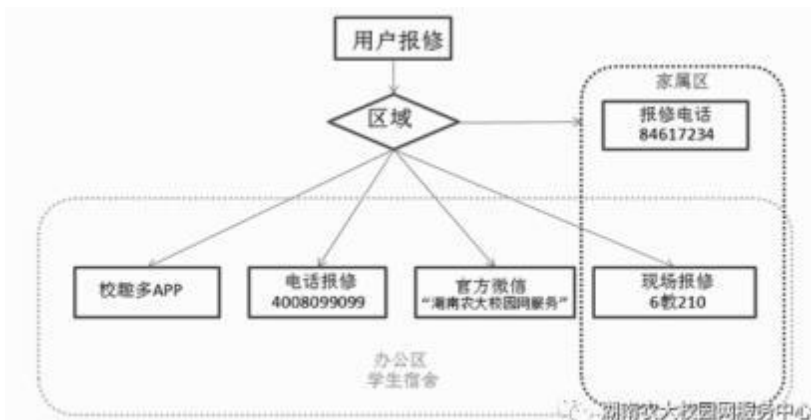 用户报修
区域
家属区
报修电话
84617234
校趣多APP
电话报修
4008099099
官方微信
“湖南农大校园网服务”
现场报修
6教210
办公区
学生宿舍
湖南农大校园网服务中心